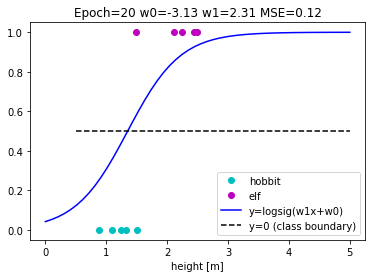 Epoch=20 w0=-3.13 w1=2.31 MSE=0.12
1.0
0.8
0.6
0.4
0.2
0.0
hobbit
elf
y=logsig(w1x+w0)
y=0 (class boundary)
0 1 2 3 4 5
height [m]